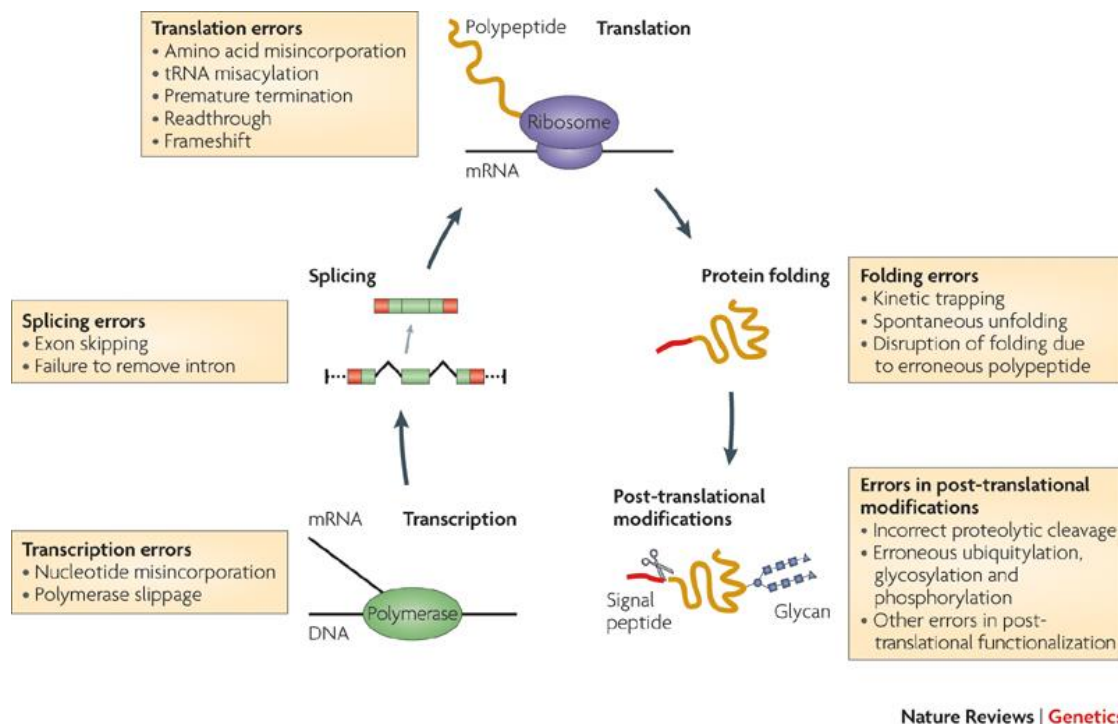 Translation errors
• Amino acid misincorporation
• tRNA misacylation
• Premature termination
• Readthrough
• Frameshift
Polypeptide
Translation
Ribosome
mRNA
Splicing
Protein folding
Splicing errors
• Exon skipping
• Failure to remove intron
Folding errors
• Kinetic trapping
• Spontaneous unfolding
• Disruption of folding due
to erroneous polypeptide
mRNA
Transcription
Polymerase
DNA
Transcription errors
• Nucleotide misincorporation
• Polymerase slippage
Post-translational
modifications
Signal
peptide
Glycan
Errors in post-translational
modifications
• Incorrect proteolytic cleavage
• Erroneous ubiquitylation,
glycosylation and
phosphorylation
• Other errors in post-
translational functionalization
Nature Reviews | Genetics